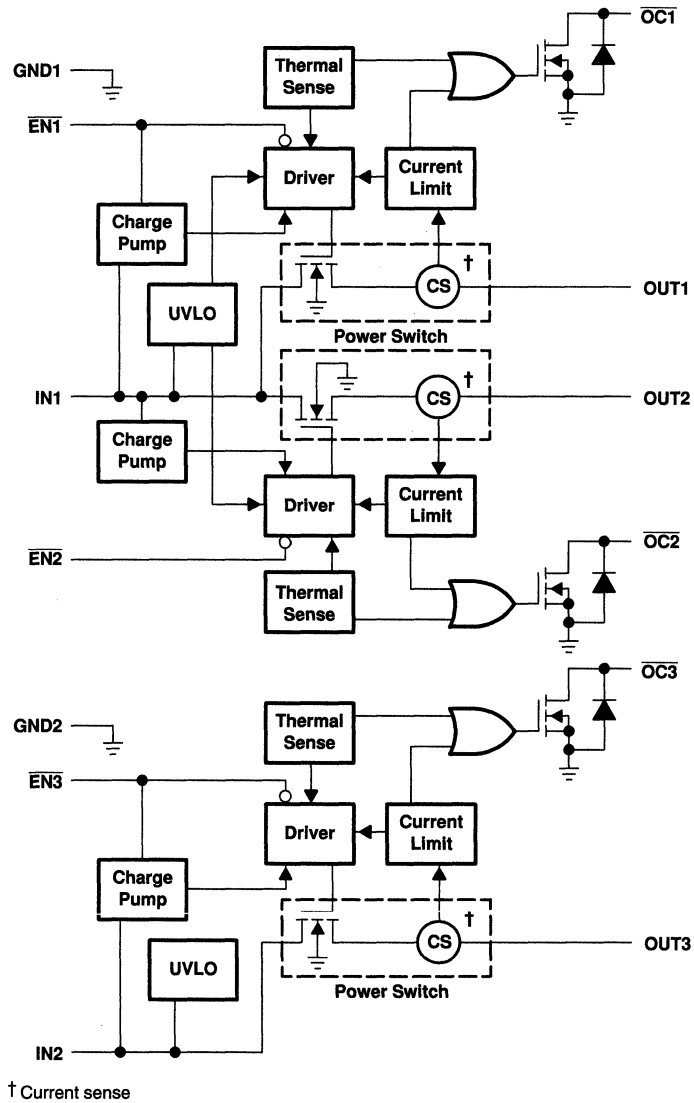 OC1
Thermal
Sense
GND1
EN1
Driver
Current
Limit
Charge
Pump
†
CS
OUT1
UVLO
Power Switch
†
IN1
CS
OUT2
Charge
Pump
Driver
Current
Limit
OC2
EN2
Thermal
Sense
OC3
Thermal
Sense
GND2
EN3
Driver
Current
Limit
Charge
Pump
†
CS
OUT3
UVLO
Power Switch
IN2
† Current sense